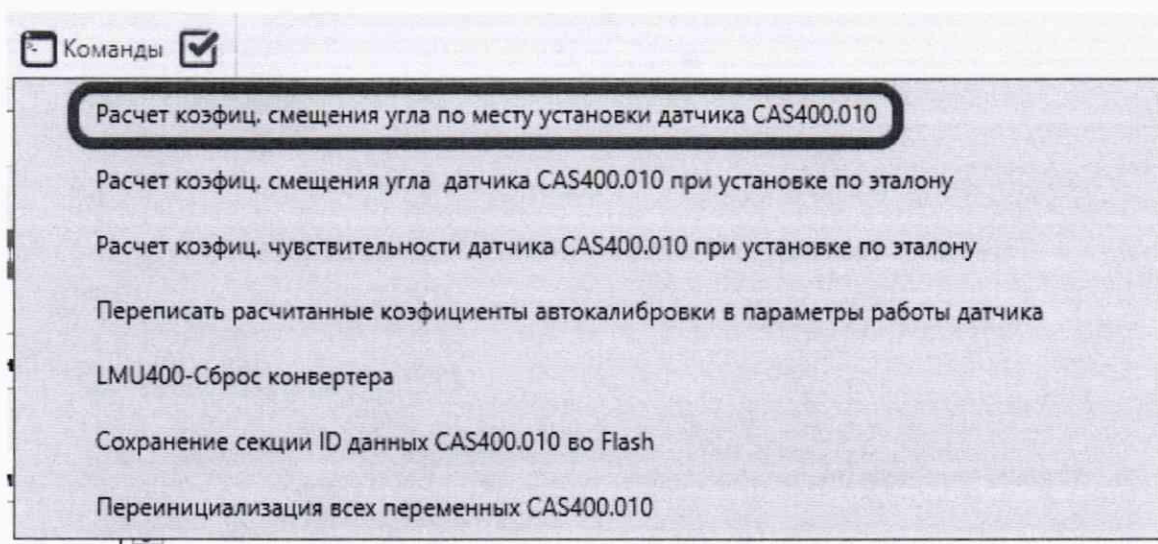 Команды
Расчет коэфиц. смещения угла по месту установки датчика CAS400.010
Расчет коэфиц. смещения угла датчика CAS400.010 при установке по эталону
Расчет коэфиц. чувствительности датчика CAS400.010 при установке по эталону
Переписать расчитанные коэфициенты автокалибровки в параметры работы датчика
LMU400-Сброс конвертера
Сохранение секции ID данных CAS400.010 во Flash
Переинициализация всех переменных CAS400.010